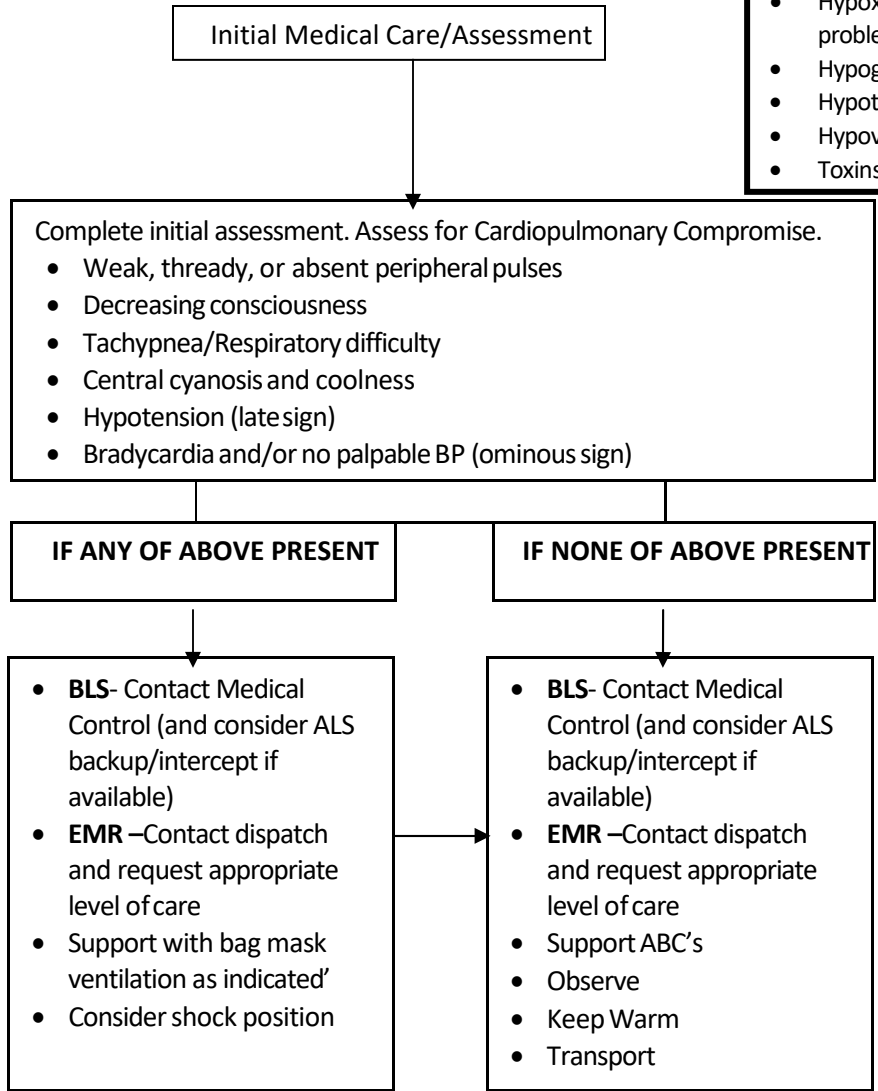 Initial Medical Care/Assessment
•
proble
•
•
•
• Toxins
Complete initial assessment. Assess for Cardiopulmonary Compromise.
• Weak, thready, or absent peripheral pulses
• Decreasing consciousness
• Tachypnea/Respiratory difficulty
• Central cyanosis and coolness
• Hypotension (late sign)
• Bradycardia and/or no palpable BP (ominous sign)
IF ANY OF ABOVE PRESENT
IF NONE OF ABOVE PRESENT
• BLS- Contact Medical
Control (and consider ALS
backup/intercept if
available)
• EMR –Contact dispatch
and request appropriate
level of care
• Support with bag mask
ventilation as indicated’
• Consider shock position
• BLS- Contact Medical
Control (and consider ALS
backup/intercept if
available)
• EMR –Contact dispatch
and request appropriate
level of care
• Support ABC’s
• Observe
• Keep Warm
• Transport